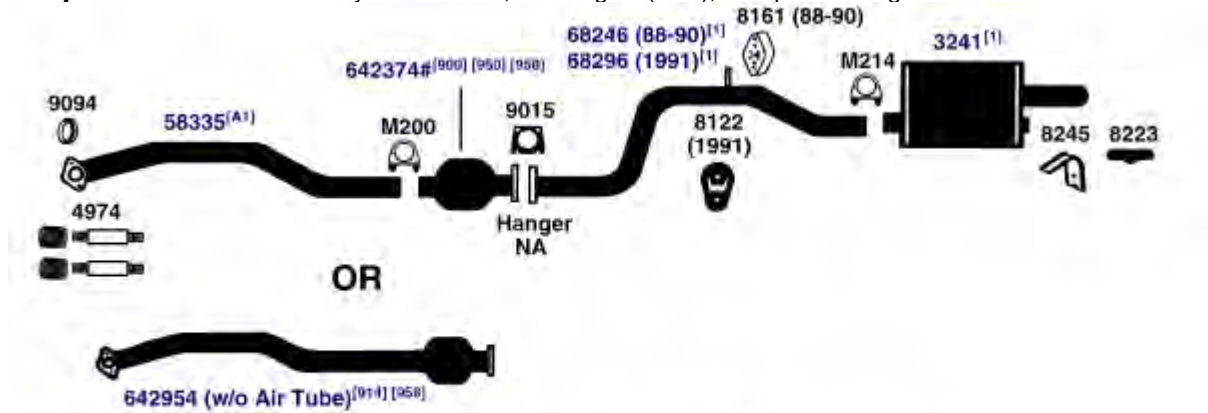 8161 (88-90)
68246 (88-90)[1]
68296 (1991)[1]
3241[1]
M214
642374#[900] [950] [958]
9094
58335[A1]
M200
9015
8122
(1991)
8245
8223
4974
Hanger
NA
OR
642954 (w/o Air Tube)[914] [958]